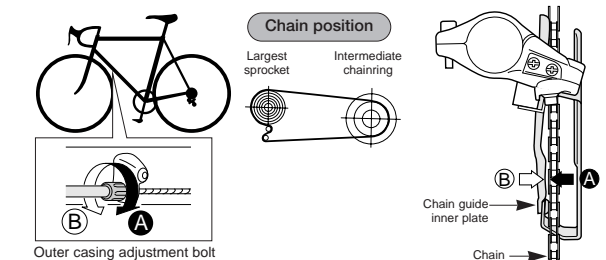 Chain position
Largest
sprocket
Intermediate
chainring
B
A
Outer casing adjustment bolt
B
A
Chain guide
inner plate
Chain